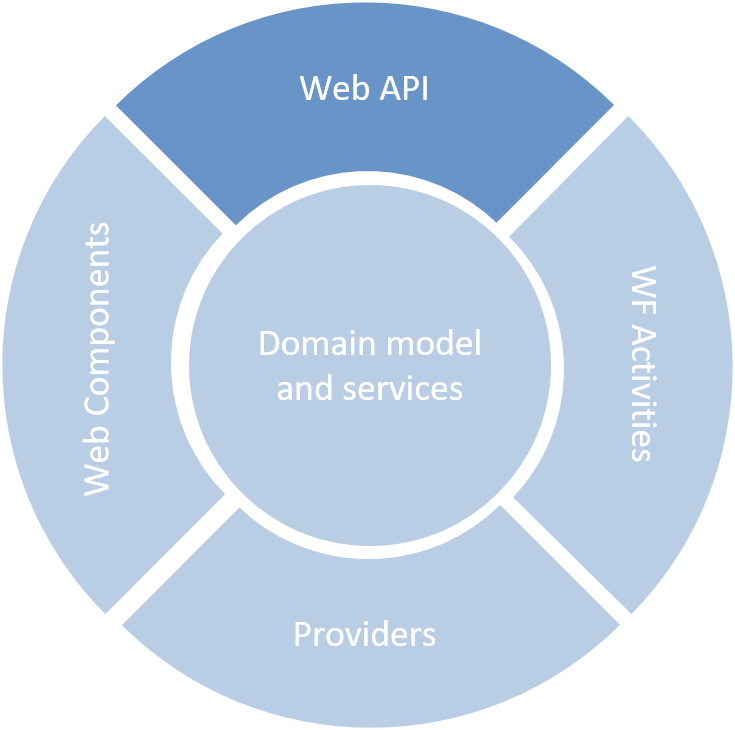 Web API
Web Components
Domain model
and services
WF Activities
Providers